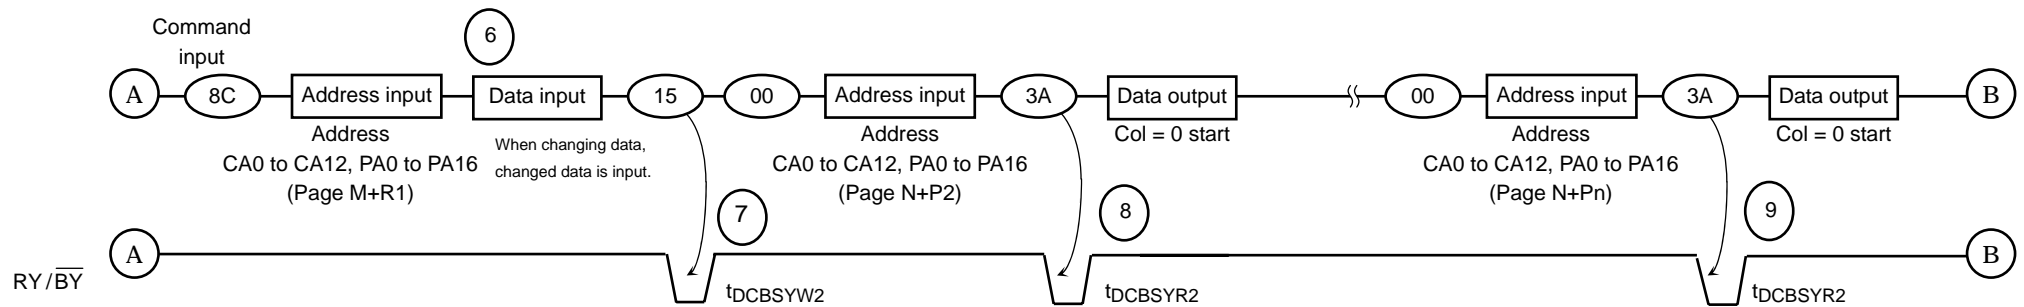 Command
input
6
A 8C Address input Data input 15 00 Address input 3A Data output 00 Address input 3A Data output B
Address
CA0 to CA12, PA0 to PA16
(Page M+R1)
When changing data,
changed data is input.
Address
CA0 to CA12, PA0 to PA16
(Page N+P2)
Col = 0 start
Address
CA0 to CA12, PA0 to PA16
(Page N+Pn)
Col = 0 start
7
8
9
A B
RY/BY
tDCBSYW2
tDCBSYR2
tDCBSYR2